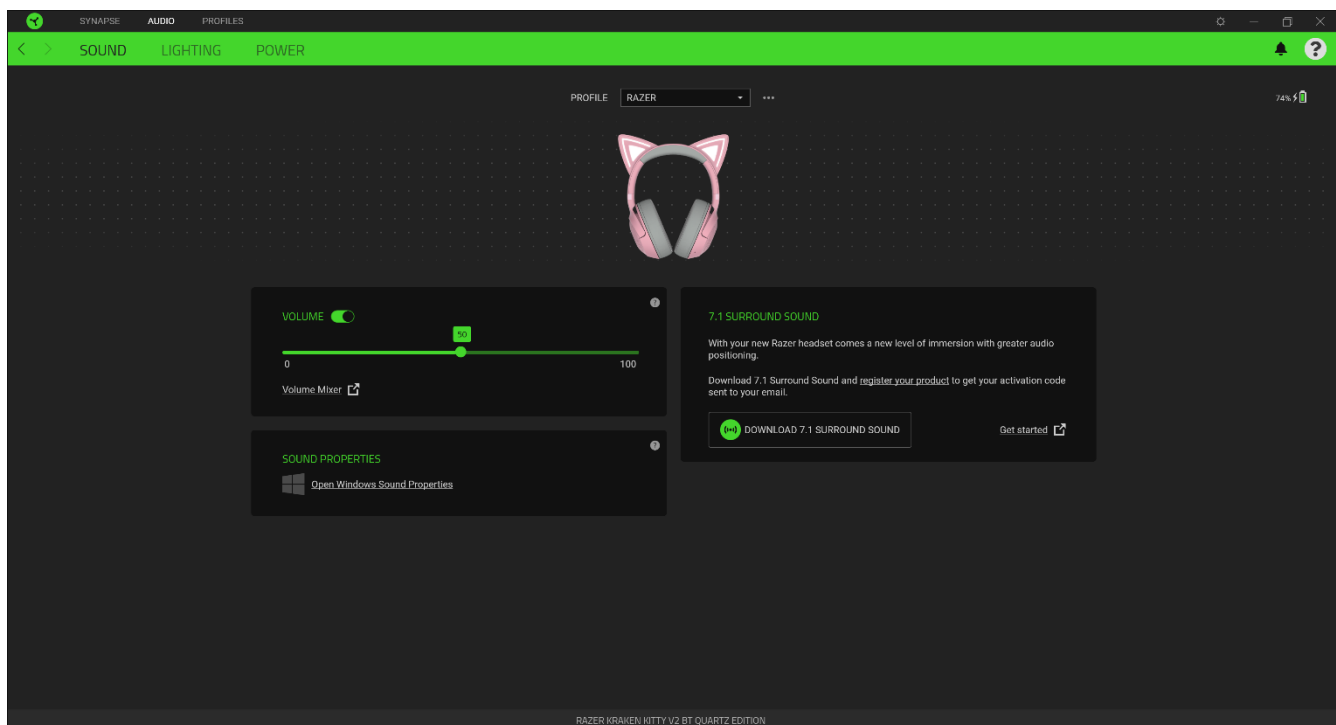 SYNAPSE AUDIO PROFILES
SOUND LIGHTING POWER
PROFILE RAZER
74%
VOLUME
50
0 100
Volume Mixer
SOUND PROPERTIES
Open Windows Sound Properties
7.1 SURROUND SOUND
With your new Razer headset comes a new level of immersion with greater audio
positioning.
Download 7.1 Surround Sound and register your product to get your activation code
sent to your email.
DOWNLOAD 7.1 SURROUND SOUND Get started
RAZER KRAKEN KITTY V2 BT QUARTZ EDITION